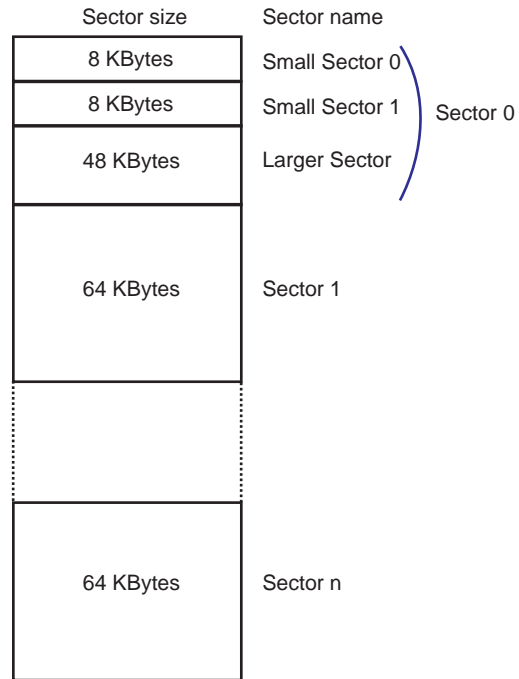 Sector size Sector name
8 KBytes Small Sector 0
8 KBytes Small Sector 1 Sector 0
48 KBytes Larger Sector
64 KBytes Sector 1
64 KBytes Sector n